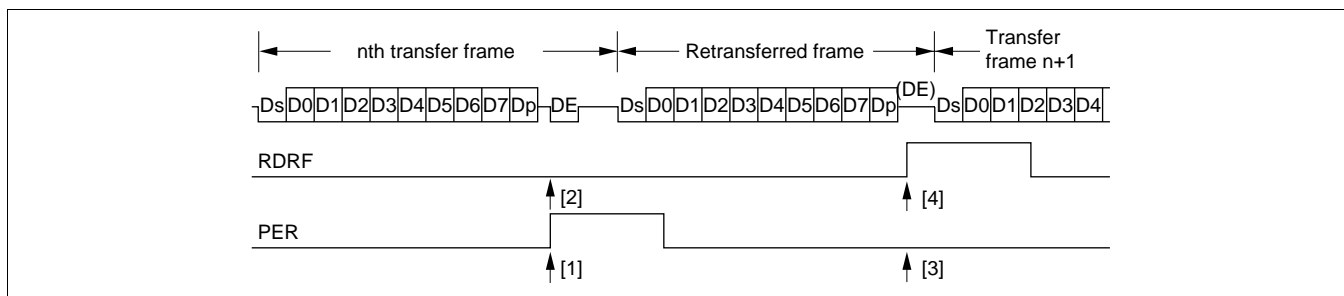 nth transfer frame Retransferred frame Transfer
frame n+1
Ds D0 D1 D2 D3 D4 D5 D6 D7 Dp DE Ds D0 D1 D2 D3 D4 D5 D6 D7 Dp (DE) Ds D0 D1 D2 D3 D4
RDRF
[2] [4]
PER
[1] [3]